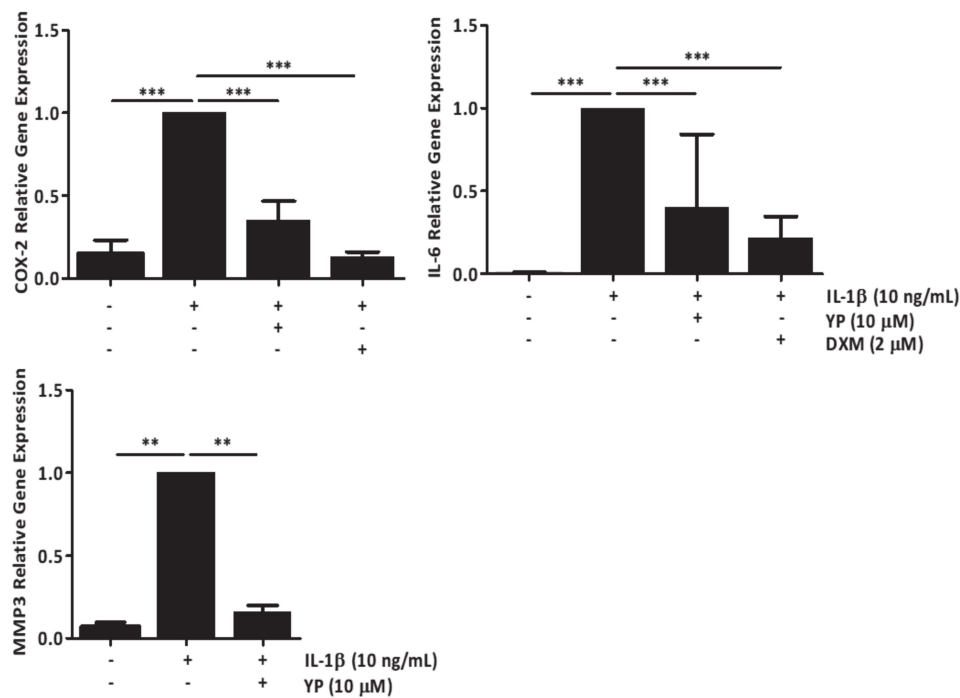 COX-2 Relative Gene Expression
1.5
1.0
0.5
0.0
***
*** ***
- + + +
- - + -
- - - +
IL-6 Relative Gene Expression
1.5
1.0
0.5
0.0
***
*** ***
- + + + IL-1β (10 ng/mL)
- - + - YP (10 μM)
- - - + DXM (2 μM)
MMP3 Relative Gene Expression
1.5
1.0
0.5
0.0
** **
- + + IL-1β (10 ng/mL)
- - + YP (10 μM)